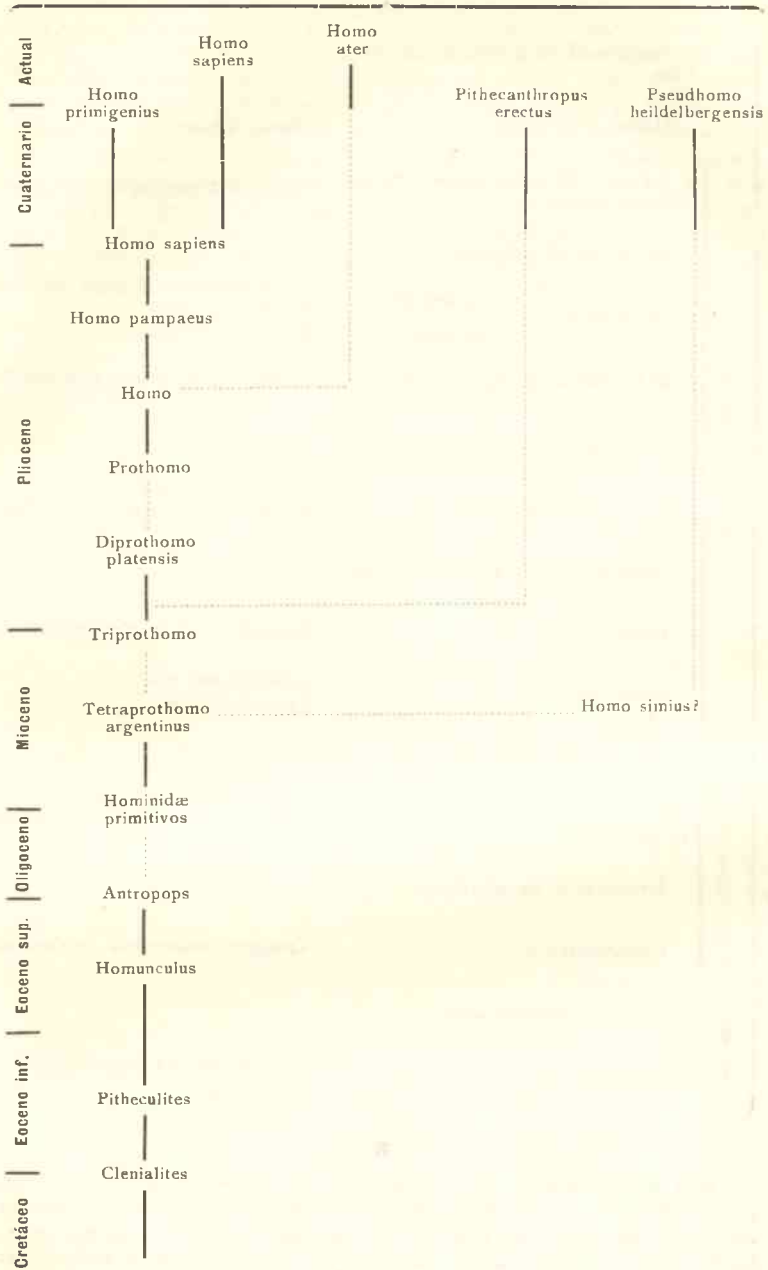 Actual
Homo
sapiens
Homo
ater
Homo
primigenius
Pithecanthropus
erectus
Pseudhomo
heildelbergensis
Cuaternario
Homo sapiens
Homo pampaeus
Homo
Plioceno
Prothomo
Diprothomo
platensis
Triprothomo
Mioceno
Tetraprothomo
argentinus
Homo simius?
Hominidæ
primitivos
Oligoceno
Antropops
Eoceno sup.
Homunculus
Eoceno inf.
Pitheculites
Clenialites
Cretáceo